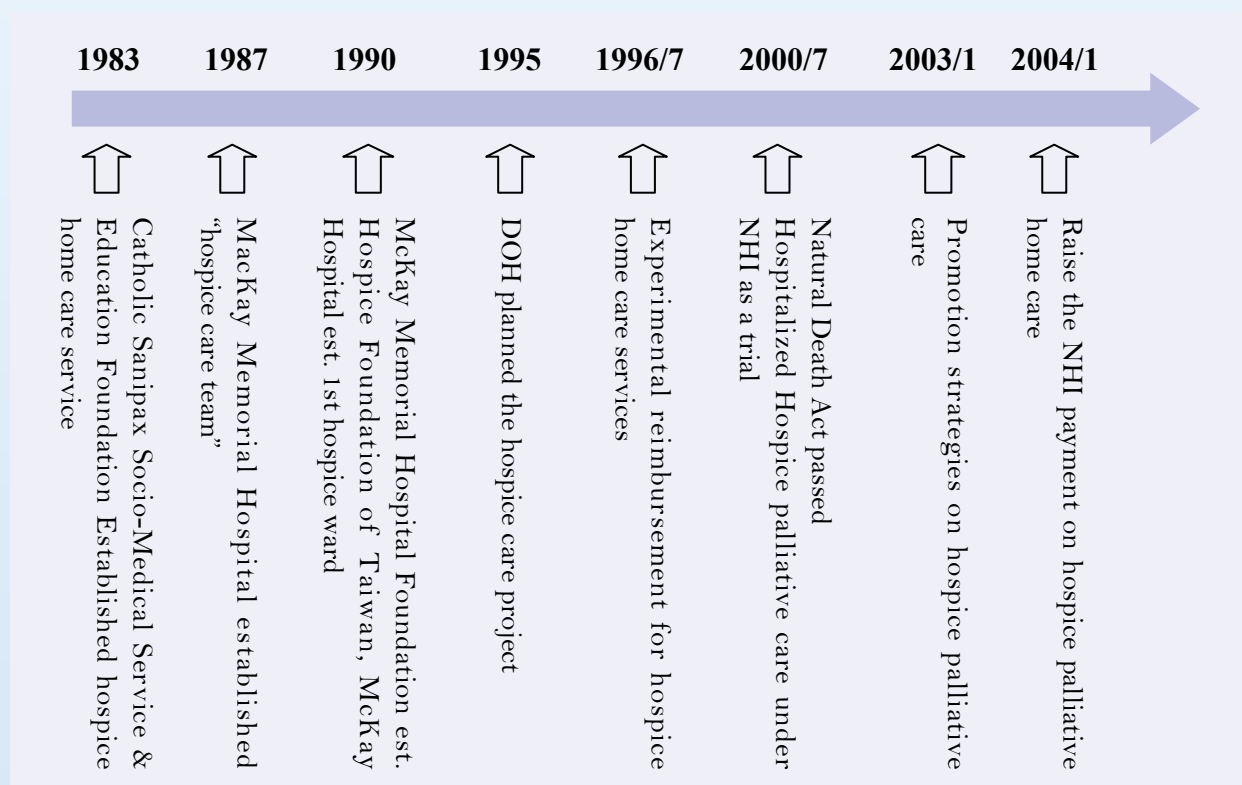 1983
1987
1990
1995
1996/7
2000/7
2003/1
2004/1
Catholic Sanipax Socio-Medical Service &
Education Foundation Established hospice
home care service
MacKay Memorial Hospital established
“hospice care team”
McKay Memorial Hospital Foundation est.
Hospice Foundation of Taiwan, McKay
Hospital est. 1st hospice ward
DOH planned the hospice care project
Experimental reimbursement for hospice
home care services
Natural Death Act passed
Hospitalized Hospice palliative care under
NHI as a trial
Promotion strategies on hospice palliative
care
Raise the NHI payment on hospice palliative
home care